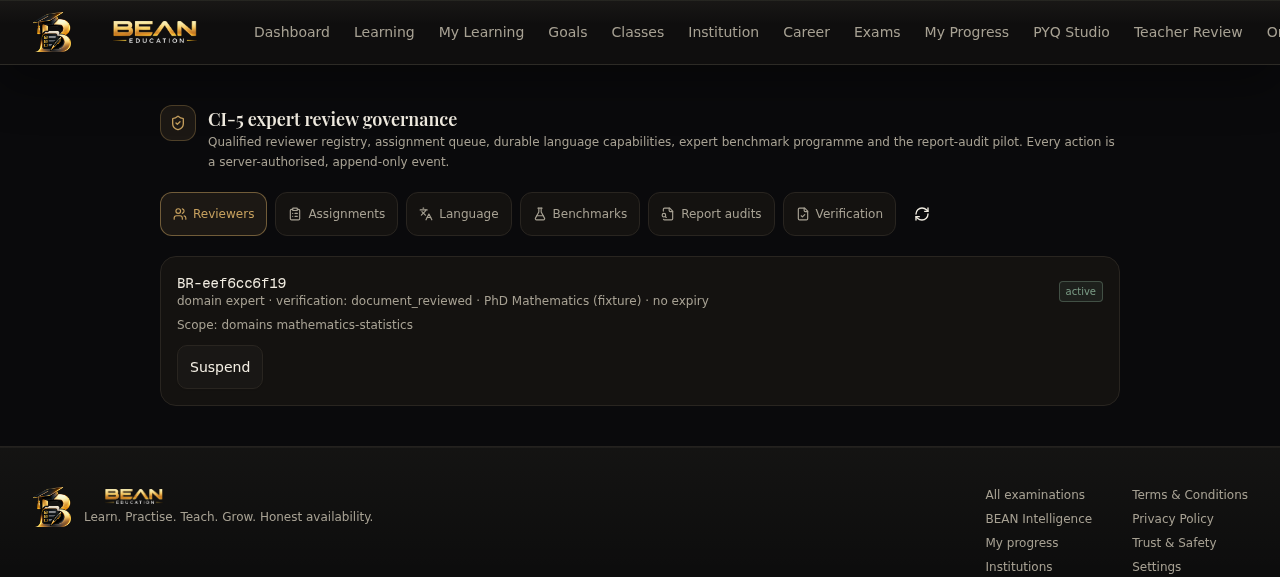 BEAN
EDUCATION
Dashboard Learning My Learning Goals Classes Institution Career Exams My Progress PYQ Studio Teacher Review
CI-5 expert review governance
Qualified reviewer registry, assignment queue, durable language capabilities, expert benchmark programme and the report-audit pilot. Every action is
a server-authorised, append-only event.
Reviewers Assignments Language Benchmarks Report audits Verification
BR-eef6cc6f19
domain expert · verification: document_reviewed · PhD Mathematics (fixture) · no expiry
active
Scope: domains mathematics-statistics
Suspend
BEAN
EDUCATION
Learn. Practise. Teach. Grow. Honest availability.
All examinations Terms & Conditions
BEAN Intelligence Privacy Policy
My progress Trust & Safety
Institutions Settings